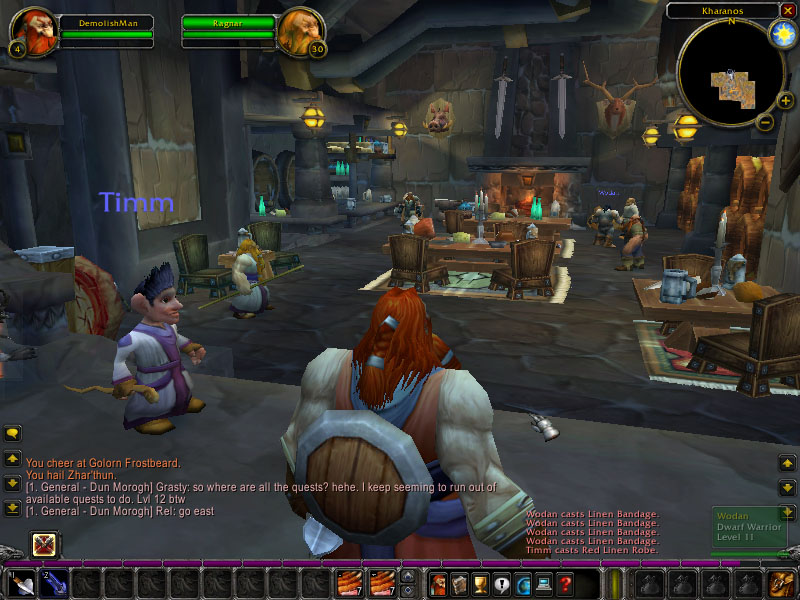 DemolishMan
4
Ragnar
30
Kharanos
N
Timm
Wodan
You cheer at Golorn Frostbeard.
You hail Zhar'thun.
[1. General - Dun Morogh] Grasty: so where are all the quests? hehe. I keep seeming to run out of
available quests to do. Lvl 12 btw
[1. General - Dun Morogh] Rel: go east
Wodan casts Linen Bandage.
Wodan casts Linen Bandage.
Wodan casts Linen Bandage.
Wodan casts Linen Bandage.
Timm casts Red Linen Robe.
Wodan
Dwarf Warrior
Level 11
2
7
7